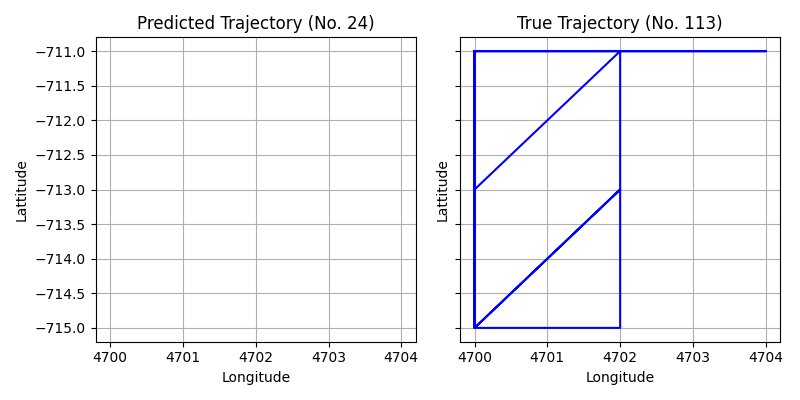 Predicted Trajectory (No. 24)
−711.0
−711.5
−712.0
−712.5
−713.0
−713.5
−714.0
−714.5
−715.0
Lattitude
4700 4701 4702 4703 4704
Longitude
True Trajectory (No. 113)
Lattitude
4700 4701 4702 4703 4704
Longitude